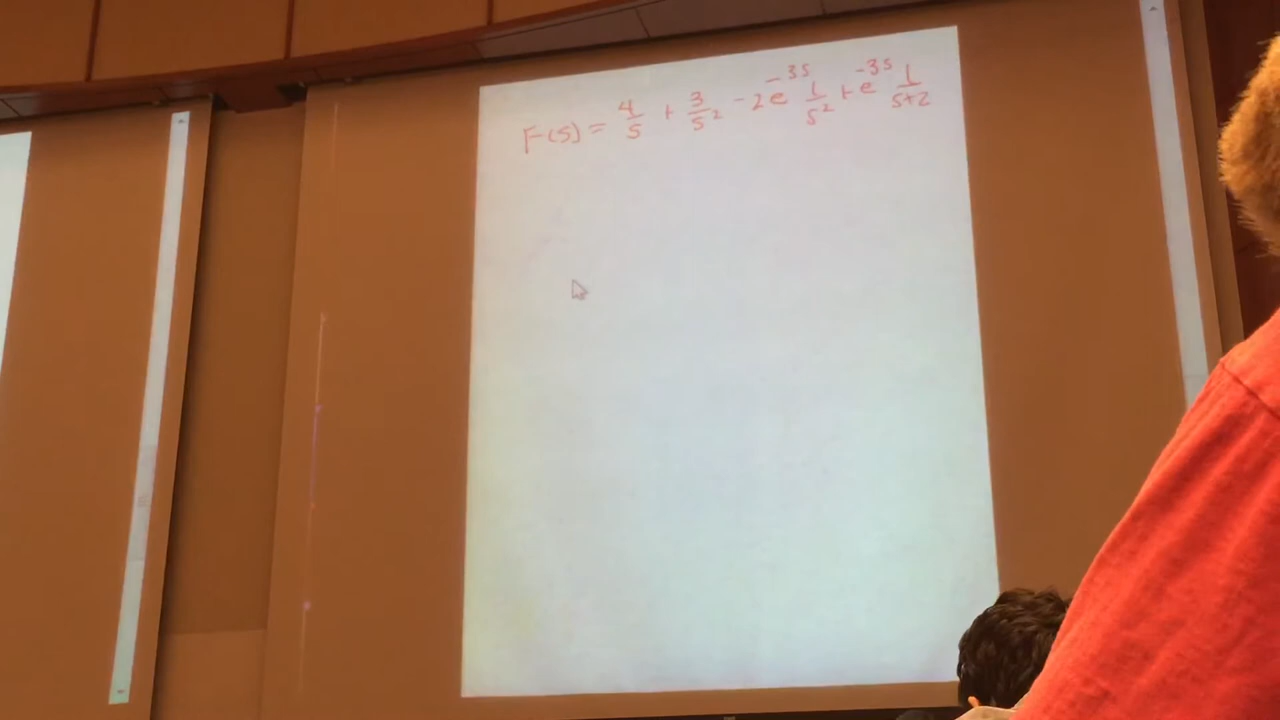 F(s) = 4/s + 3/s² - 2e^{-3s} 1/s² + e^{-3s} 1/(s+2)